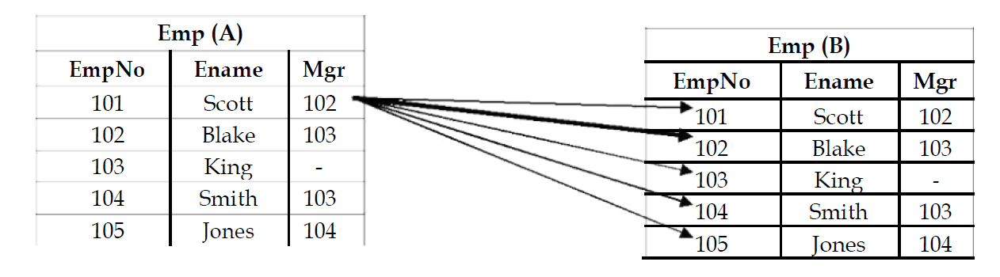 Emp (A)
EmpNo Ename Mgr
101 Scott 102
102 Blake 103
103 King -
104 Smith 103
105 Jones 104
Emp (B)
EmpNo Ename Mgr
101 Scott 102
102 Blake 103
103 King -
104 Smith 103
105 Jones 104